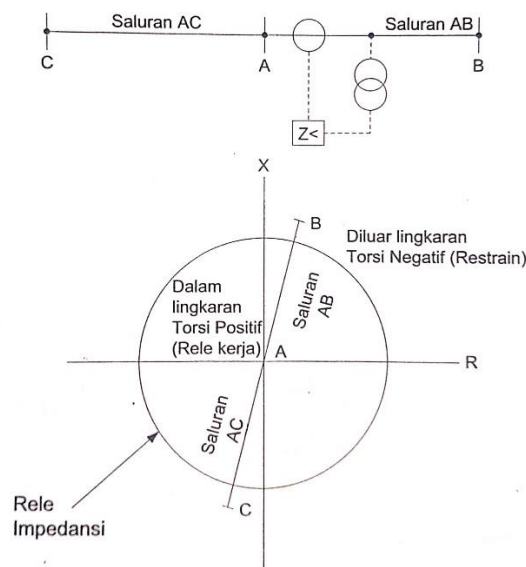 Saluran AC
Saluran AB
C
A
B
Z<
X
B
Diluar lingkaran
Torsi Negatif (Restrain)
Dalam
lingkaran
Torsi Positif
(Rele kerja)
Saluran
AB
A
R
Saluran
AC
C
Rele
Impedansi